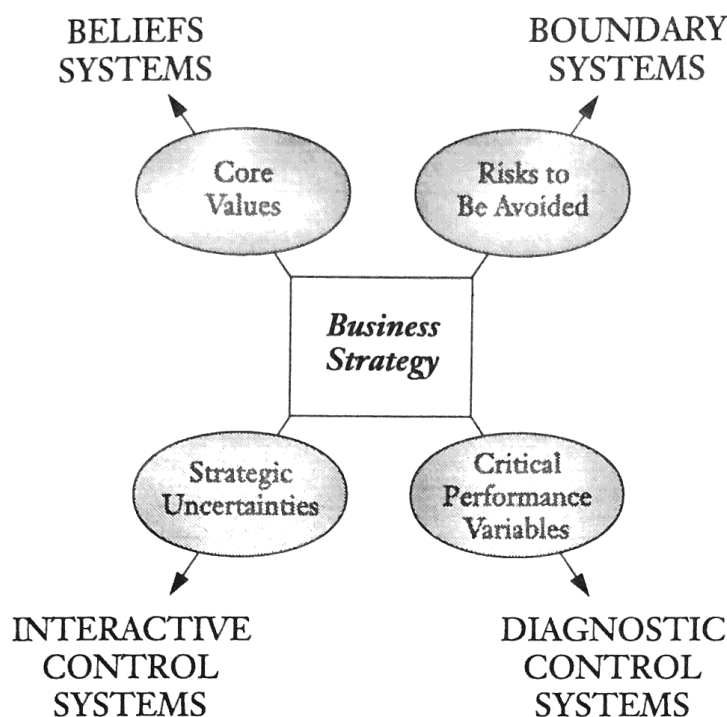 BELIEFS
SYSTEMS
BOUNDARY
SYSTEMS
Core
Values
Risks to
Be Avoided
Business
Strategy
Strategic
Uncertainties
Critical
Performance
Variables
INTERACTIVE
CONTROL
SYSTEMS
DIAGNOSTIC
CONTROL
SYSTEMS